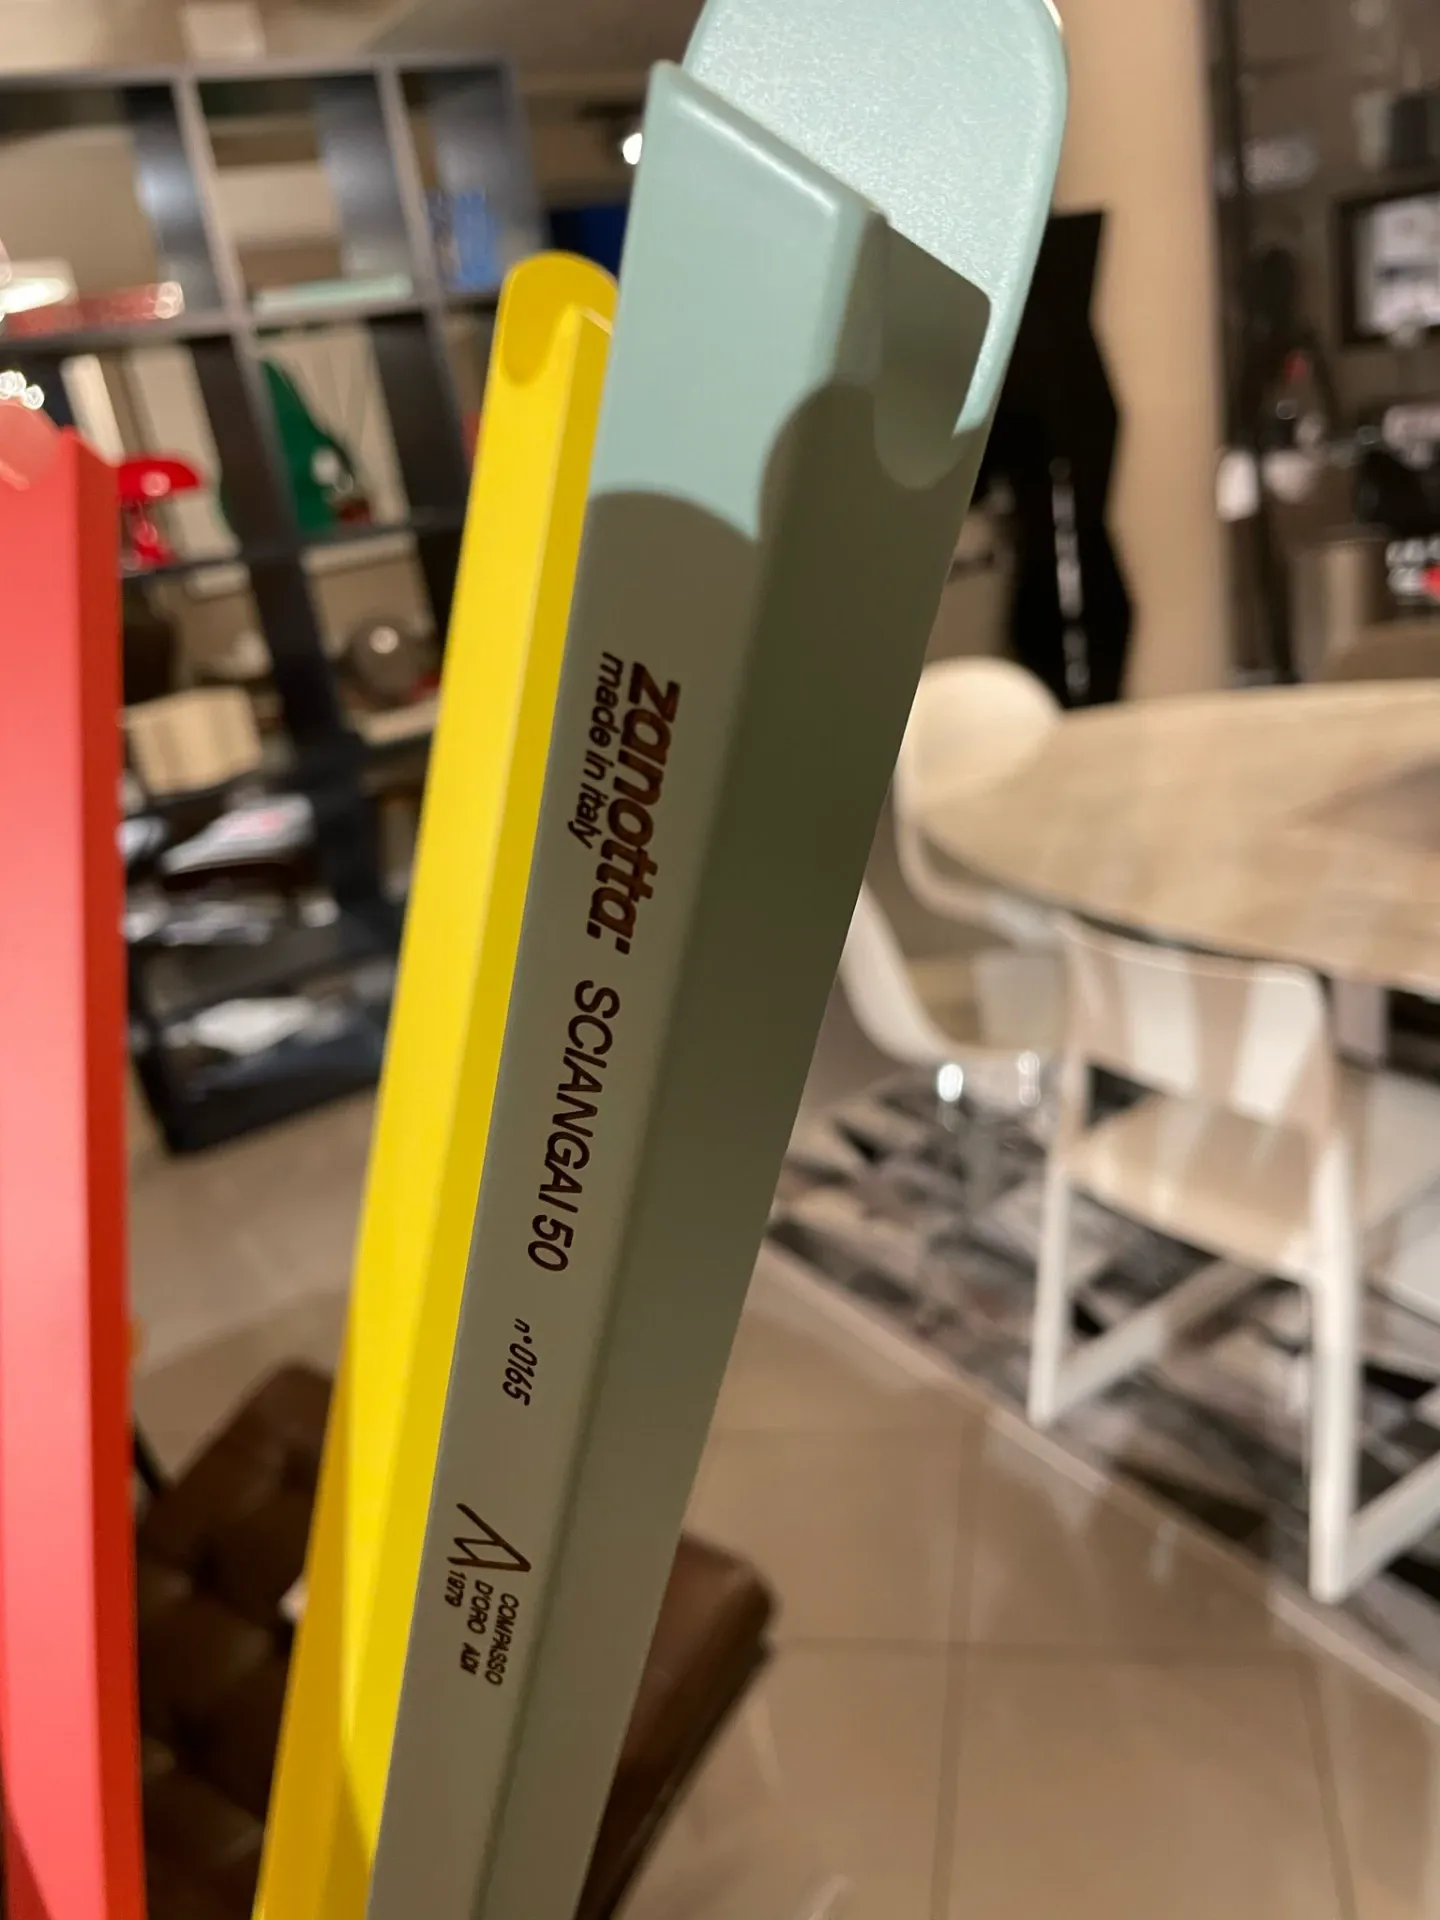 zanotta:
made in italy
SCIANGAI 50
n° 0165
COMPASSO
D'ORO ADI
1979